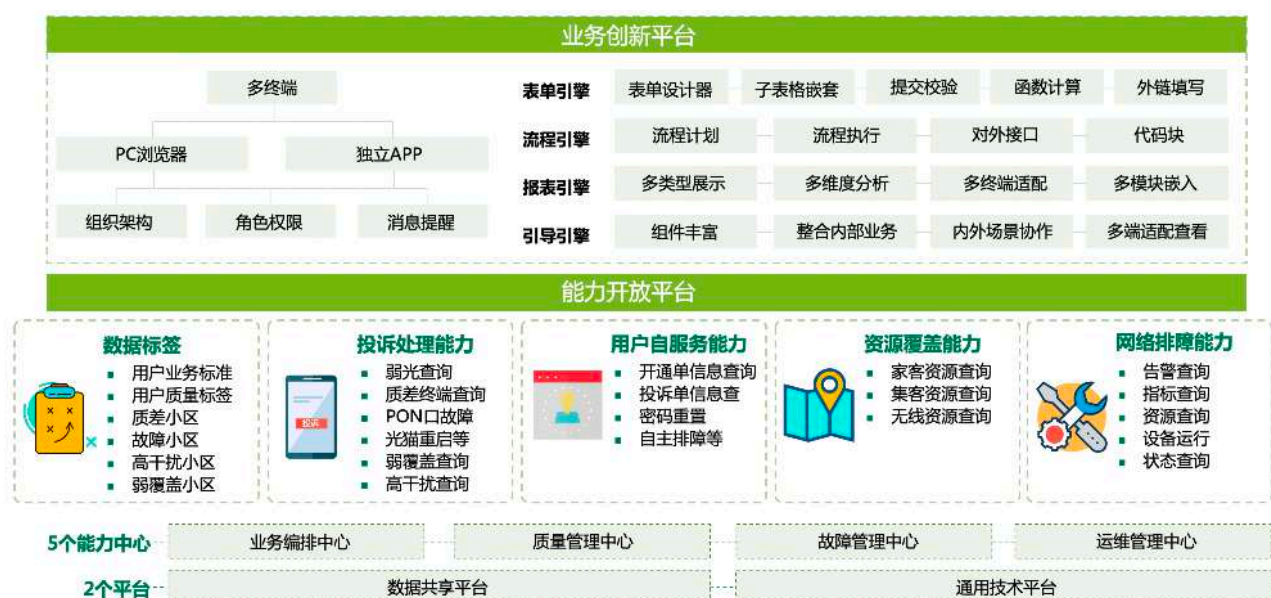 业务创新平台
多终端
PC浏览器 独立APP
组织架构 角色权限 消息提醒
表单引擎 表单设计器 子表格嵌套 提交校验 函数计算 外链填写
流程引擎 流程计划 流程执行 对外接口 代码块
报表引擎 多类型展示 多维度分析 多终端适配 多模块嵌入
引导引擎 组件丰富 整合内部业务 内外场景协作 多端适配查看
能力开放平台
数据标签
用户业务标准
用户质量标签
质差小区
故障小区
高干扰小区
弱覆盖小区
投诉处理能力
投诉
弱光查询
质差终端查询
PON口故障
光猫重启等
弱覆盖查询
高干扰查询
用户自服务能力
开通单信息查询
投诉单信息查
密码重置
自主排障等
资源覆盖能力
家客资源查询
集客资源查询
无线资源查询
网络排障能力
告警查询
指标查询
资源查询
设备运行
状态查询
5个能力中心 业务编排中心 质量管理中心 故障管理中心 运维管理中心
2个平台 数据共享平台 通用技术平台